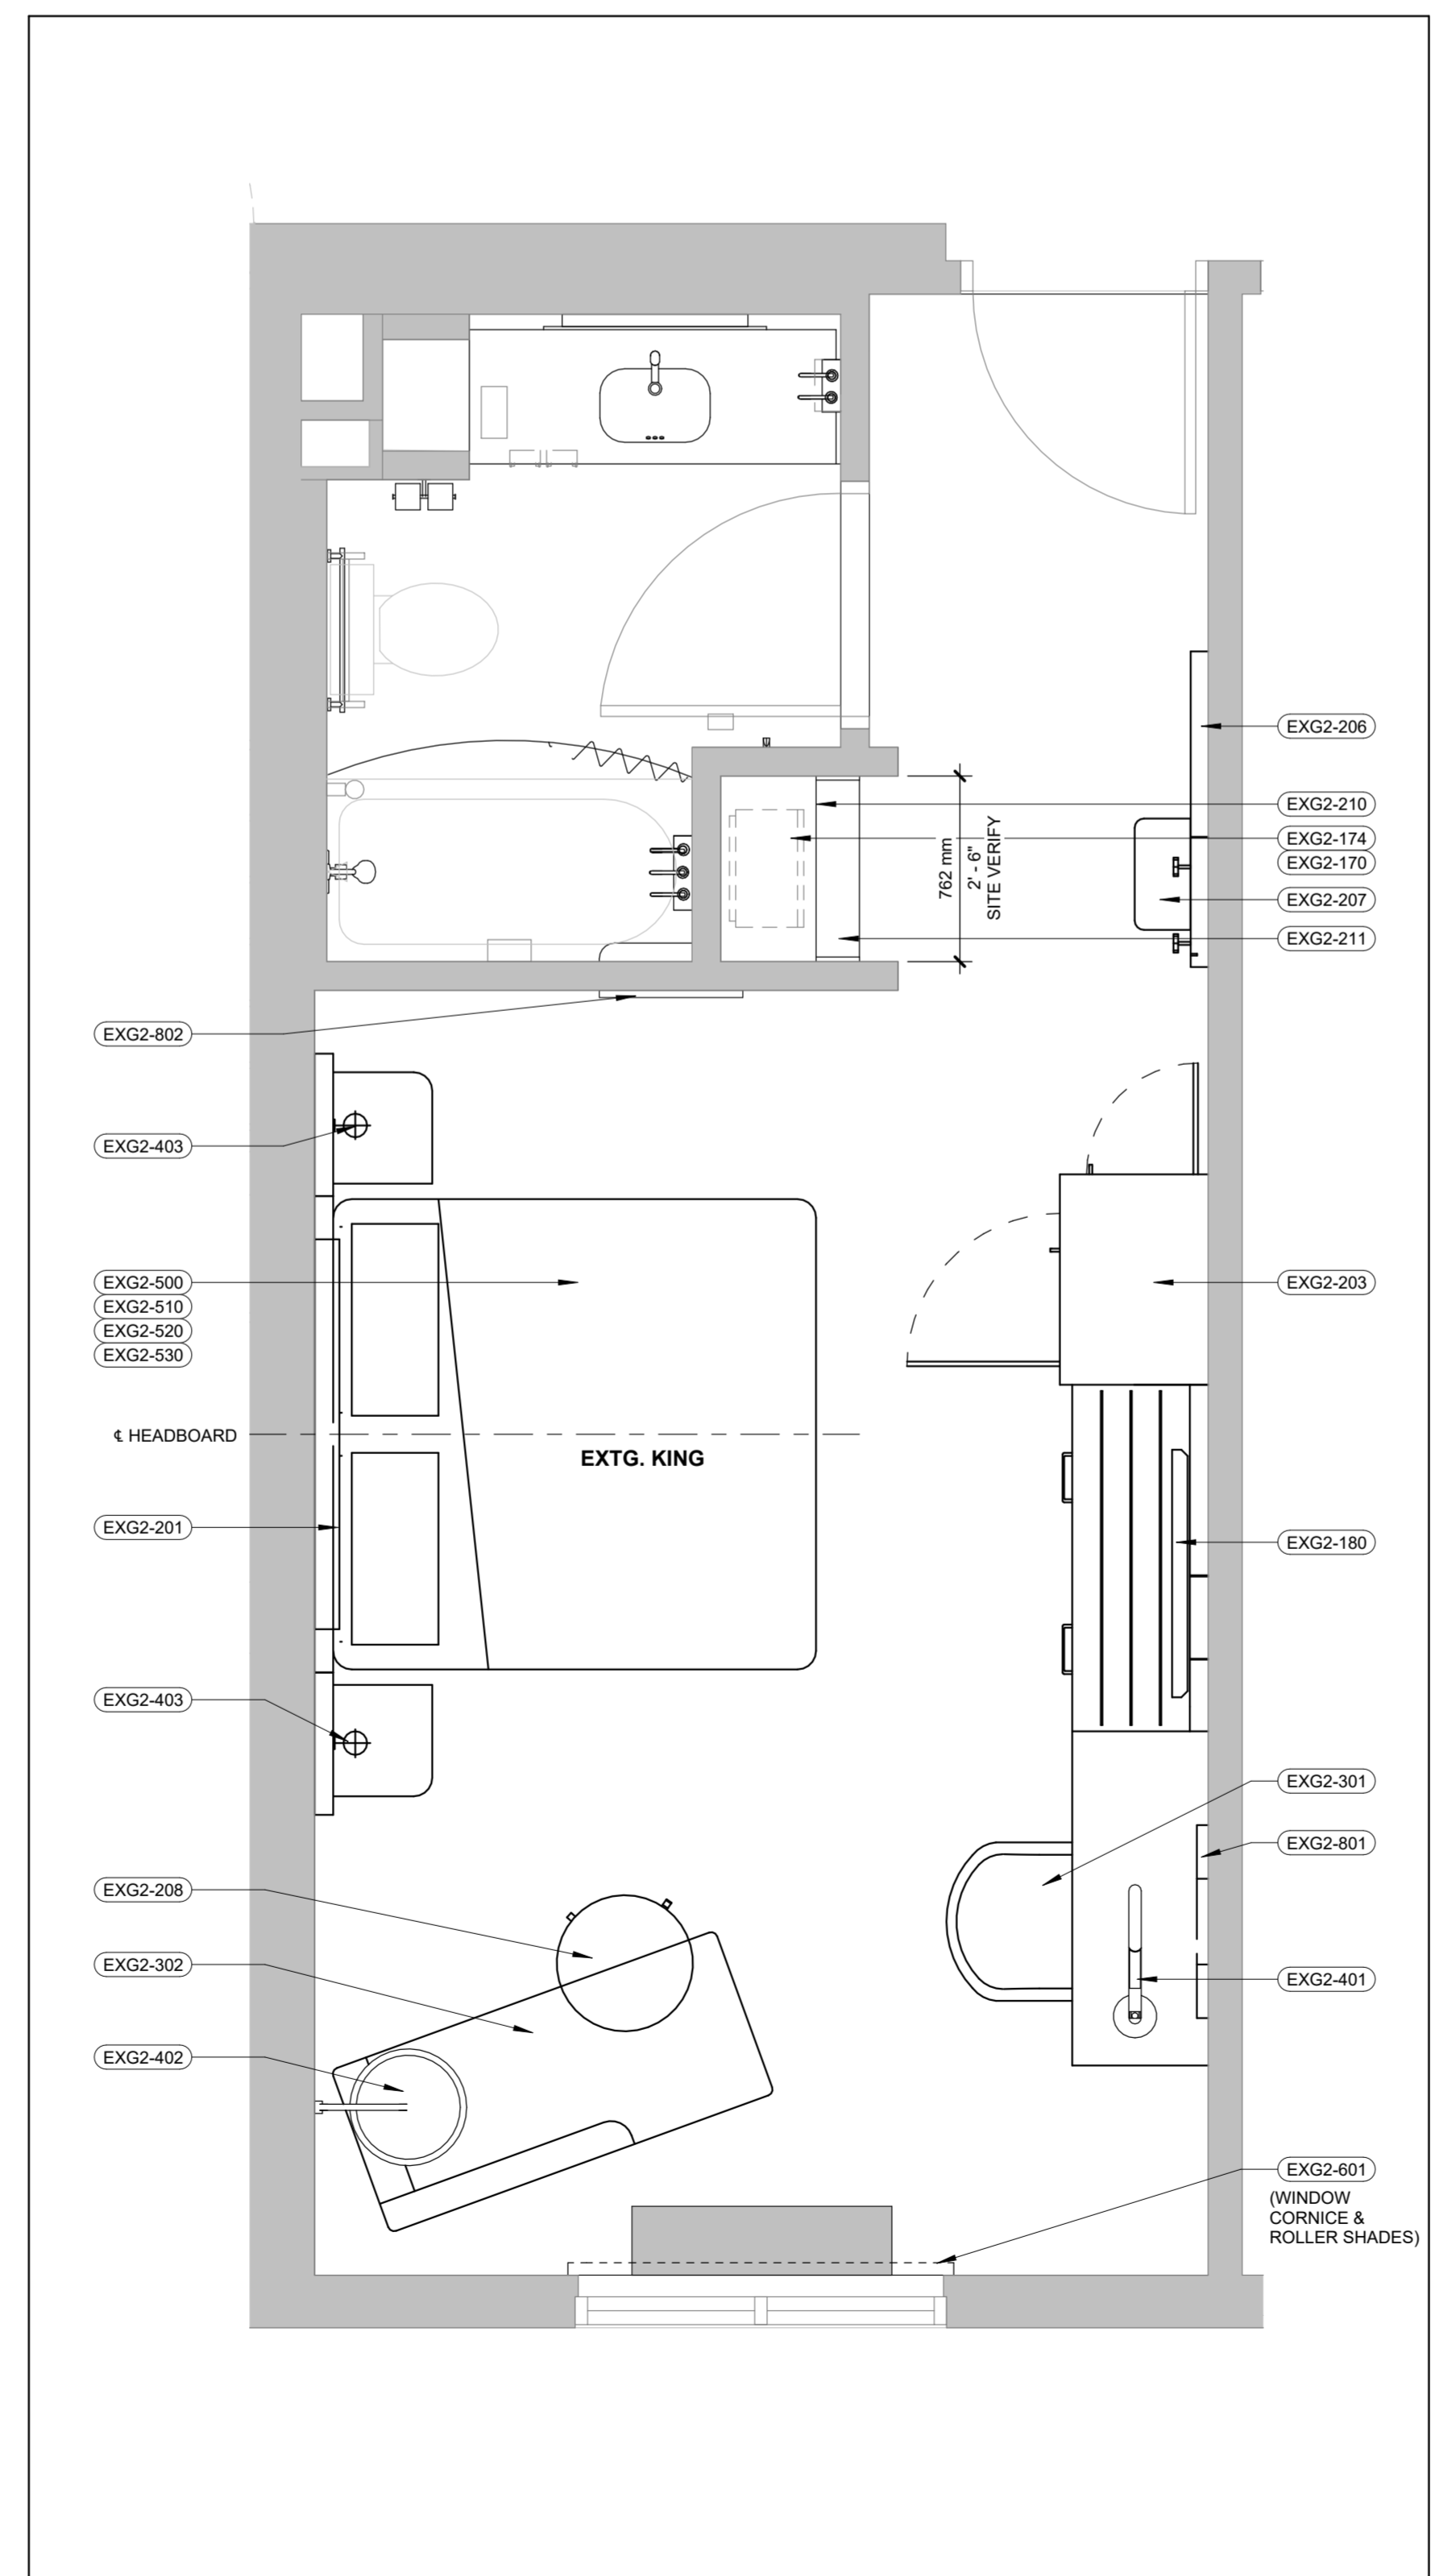 EXG2-206
EXG2-210
EXG2-174
EXG2-170
EXG2-207
EXG2-211
762 mm
2' - 6"
SITE VERIFY
EXG2-802
EXG2-403
EXG2-500
EXG2-510
EXG2-520
EXG2-530
EXG2-203
℄ HEADBOARD
EXTG. KING
EXG2-201
EXG2-180
EXG2-403
EXG2-301
EXG2-801
EXG2-208
EXG2-302
EXG2-401
EXG2-402
EXG2-601
(WINDOW
CORNICE &
ROLLER SHADES)